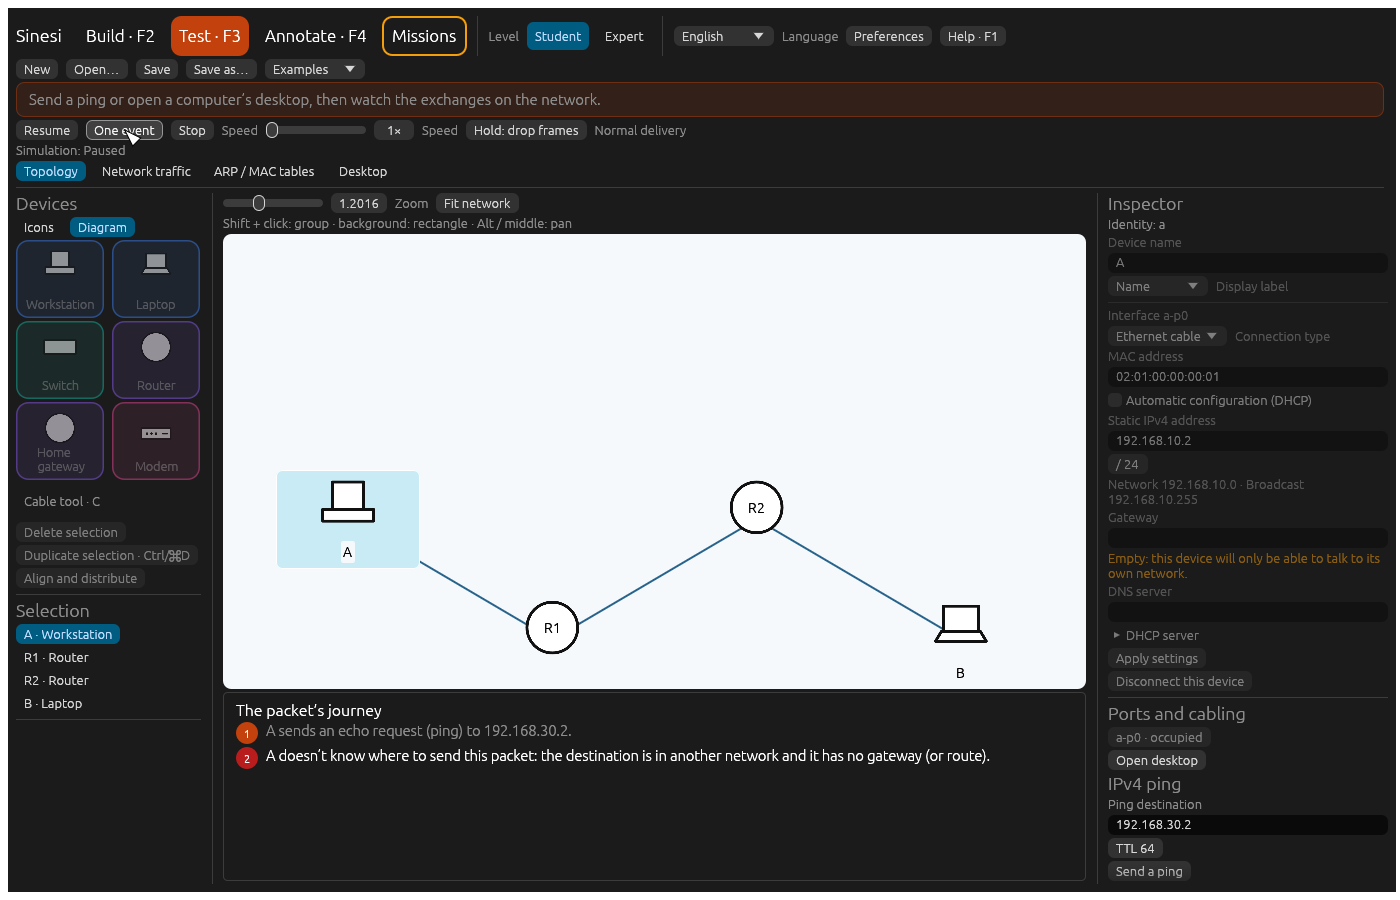 Sinesi Build · F2 Test · F3 Annotate · F4 Missions Level Student Expert English Language Preferences Help · F1
New Open… Save Save as… Examples
Send a ping or open a computer’s desktop, then watch the exchanges on the network.
Resume One event Stop Speed 1× Speed Hold: drop frames Normal delivery
Simulation: Paused
Topology Network traffic ARP / MAC tables Desktop
Devices
Icons Diagram
Workstation Laptop
Switch Router
Home gateway Modem
Cable tool · C
Delete selection
Duplicate selection · Ctrl/⌘D
Align and distribute
Selection
A · Workstation
R1 · Router
R2 · Router
B · Laptop
1.2016 Zoom Fit network
Shift + click: group · background: rectangle · Alt / middle: pan
R2
A
R1
B
The packet’s journey
1 A sends an echo request (ping) to 192.168.30.2.
2 A doesn’t know where to send this packet: the destination is in another network and it has no gateway (or route).
Inspector
Identity: a
Device name
A
Name Display label
Interface a-p0
Ethernet cable Connection type
MAC address
02:01:00:00:00:01
Automatic configuration (DHCP)
Static IPv4 address
192.168.10.2
/ 24
Network 192.168.10.0 · Broadcast
192.168.10.255
Gateway
Empty: this device will only be able to talk to its
own network.
DNS server
DHCP server
Apply settings
Disconnect this device
Ports and cabling
a-p0 · occupied
Open desktop
IPv4 ping
Ping destination
192.168.30.2
TTL 64
Send a ping